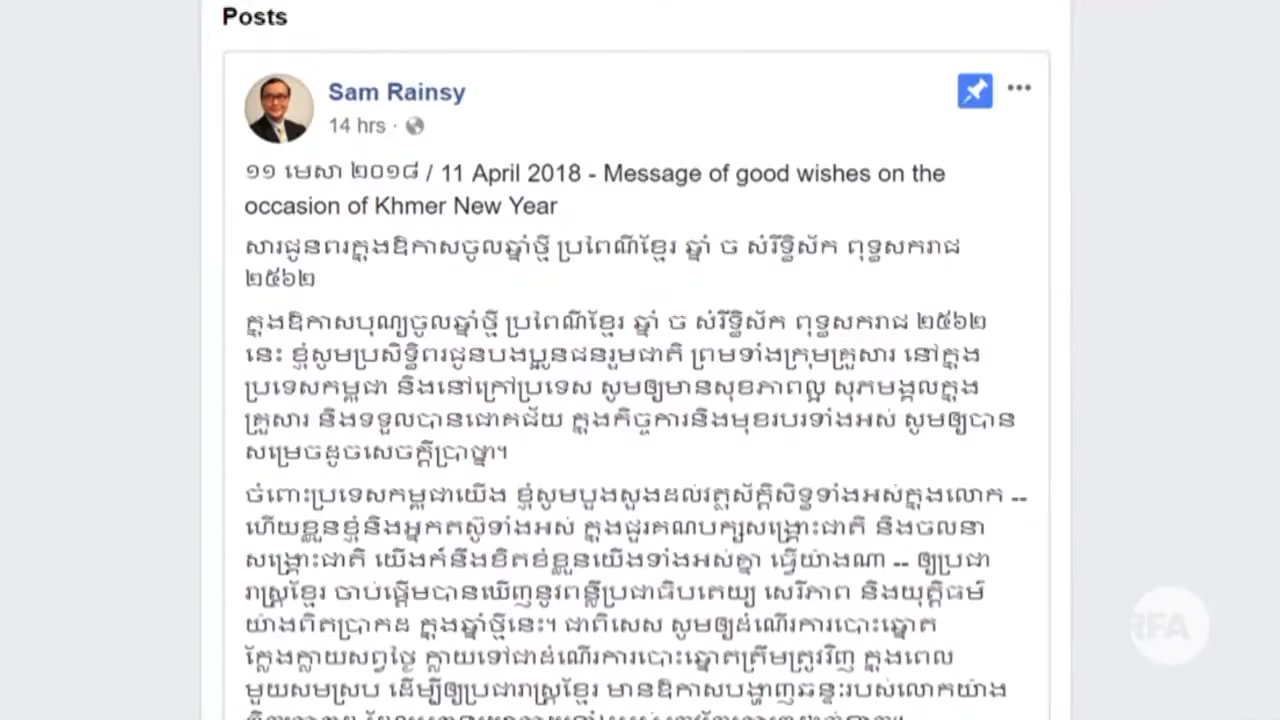 Posts
Sam Rainsy
14 hrs ·
១១ មេសា ២០១៨ / 11 April 2018 - Message of good wishes on the
occasion of Khmer New Year
សារជូនពរក្នុងឱកាសចូលឆ្នាំថ្មី ប្រពៃណីខ្មែរ ឆ្នាំ ច សំរឹទ្ធិស័ក ពុទ្ធសករាជ
២៥៦២
ក្នុងឱកាសបុណ្យចូលឆ្នាំថ្មី ប្រពៃណីខ្មែរ ឆ្នាំ ច សំរឹទ្ធិស័ក ពុទ្ធសករាជ ២៥៦២
នេះ ខ្ញុំសូមប្រសិទ្ធិពរជូនបងប្អូនជនរួមជាតិ ព្រមទាំងក្រុមគ្រួសារ នៅក្នុង
ប្រទេសកម្ពុជា និងនៅក្រៅប្រទេស សូមឲ្យមានសុខភាពល្អ សុភមង្គលក្នុង
គ្រួសារ និងទទួលបានជោគជ័យ ក្នុងកិច្ចការនិងមុខរបរទាំងអស់ សូមឲ្យបាន
សម្រេចដូចសេចក្តីប្រាថ្នា។
ចំពោះប្រទេសកម្ពុជាយើង ខ្ញុំសូមបួងសួងដល់វត្ថុស័ក្តិសិទ្ធទាំងអស់ក្នុងលោក --
ហើយខ្លួនខ្ញុំនិងអ្នកតស៊ូទាំងអស់ ក្នុងជួរគណបក្សសង្គ្រោះជាតិ និងចលនា
សង្គ្រោះជាតិ យើងក៍នឹងខិតខំខ្លួនយើងទាំងអស់គ្នា ធ្វើយ៉ាងណា -- ឲ្យប្រជា
រាស្ត្រខ្មែរ ចាប់ផ្តើមបានឃើញនូវពន្លឺប្រជាធិបតេយ្យ សេរីភាព និងយុត្តិធម៌
យ៉ាងពិតប្រាកដ ក្នុងឆ្នាំថ្មីនេះ។ ជាពិសេស សូមឲ្យដំណើរការបោះឆ្នោត
ក្លែងក្លាយសព្វថ្ងៃ ក្លាយទៅជាដំណើរការបោះឆ្នោតត្រឹមត្រូវវិញ ក្នុងពេល
មួយសមស្រប ដើម្បីឲ្យប្រជារាស្ត្រខ្មែរ មានឱកាសបង្ហាញឆន្ទៈរបស់លោកយ៉ាង
RFA